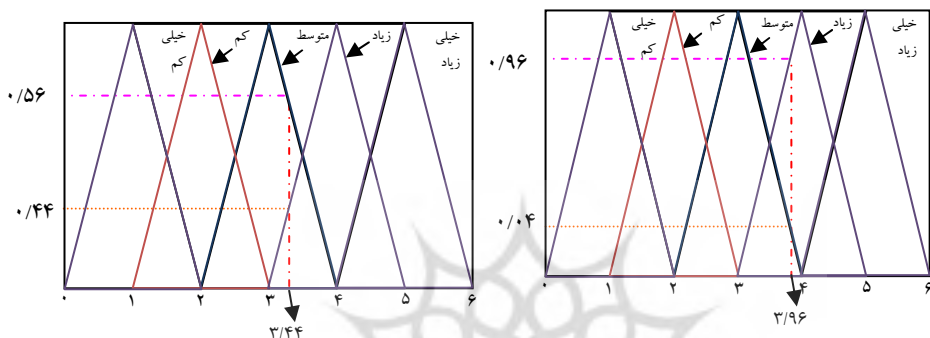 خیلی کم
کم
متوسط
زیاد
خیلی زیاد
۰/۵۶
۰/۴۴
۰ ۱ ۲ ۳ ۴ ۵ ۶
۳/۴۴
خیلی کم
کم
متوسط
زیاد
خیلی زیاد
۰/۹۶
۰/۰۴
۰ ۱ ۲ ۳ ۴ ۵ ۶
۳/۹۶